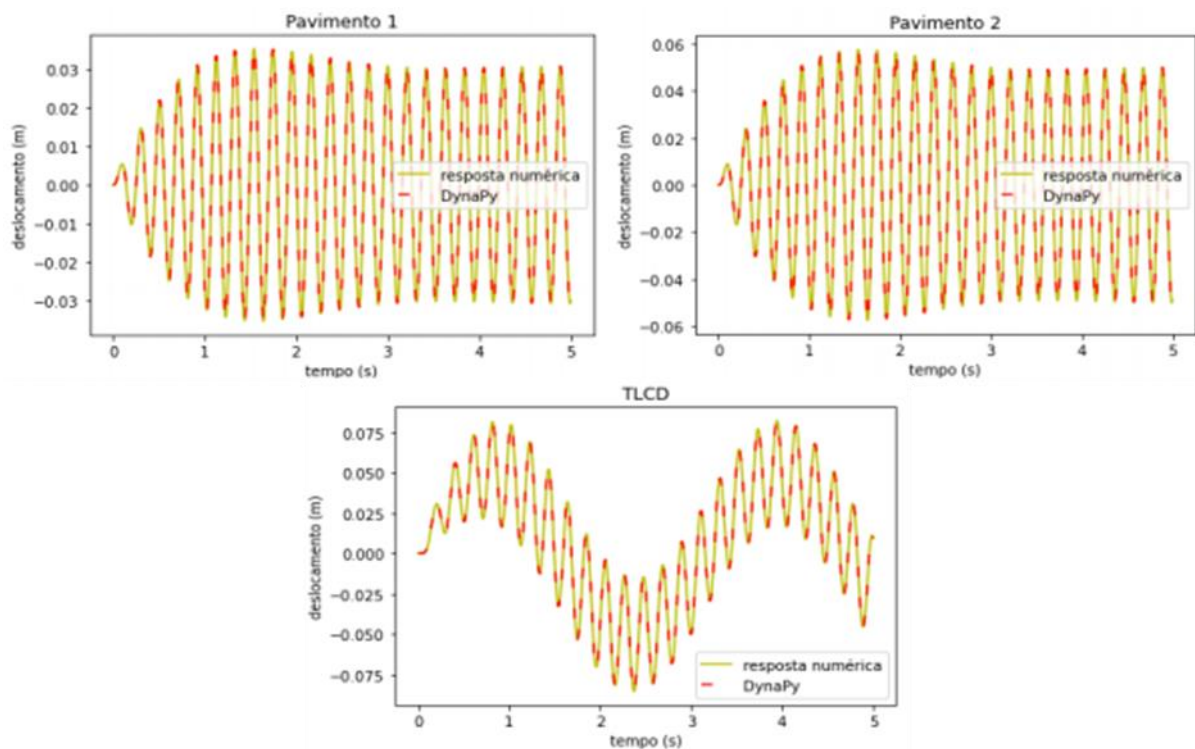 Pavimento 1
0.03
0.02
0.01
0.00
−0.01
−0.02
−0.03
deslocamento (m)
resposta numérica
DynaPy
0 1 2 3 4 5
tempo (s)
Pavimento 2
0.06
0.04
0.02
0.00
−0.02
−0.04
−0.06
deslocamento (m)
resposta numérica
DynaPy
0 1 2 3 4 5
tempo (s)
TLCD
0.075
0.050
0.025
0.000
−0.025
−0.050
−0.075
deslocamento (m)
resposta numérica
DynaPy
0 1 2 3 4 5
tempo (s)